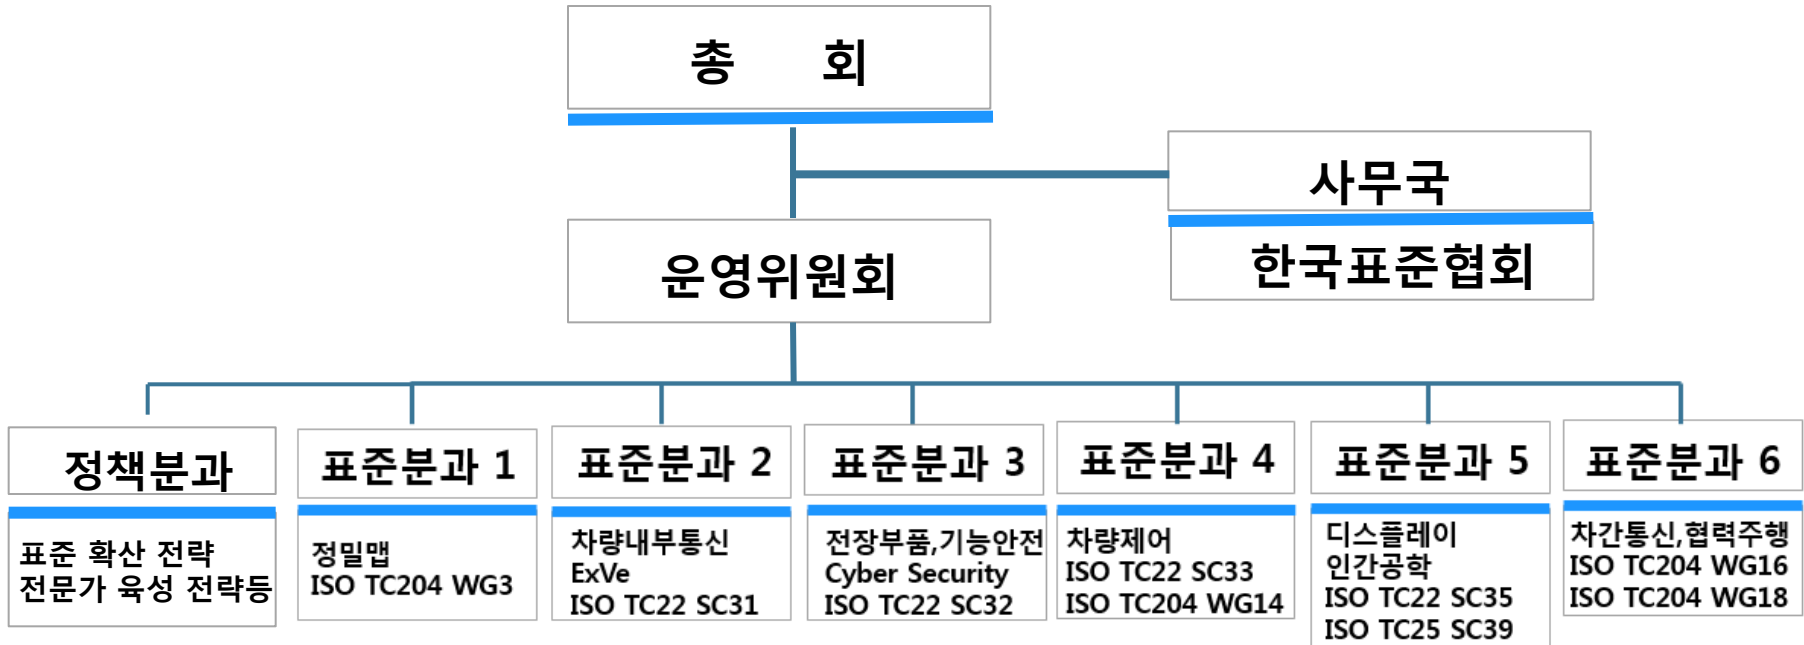 총 회
사무국
한국표준협회
운영위원회
정책분과
표준 확산 전략
전문가 육성 전략등
표준분과 1
정밀맵
ISO TC204 WG3
표준분과 2
차량내부통신
ExVe
ISO TC22 SC31
표준분과 3
전장부품,기능안전
Cyber Security
ISO TC22 SC32
표준분과 4
차량제어
ISO TC22 SC33
ISO TC204 WG14
표준분과 5
디스플레이
인간공학
ISO TC22 SC35
ISO TC25 SC39
표준분과 6
차간통신,협력주행
ISO TC204 WG16
ISO TC204 WG18